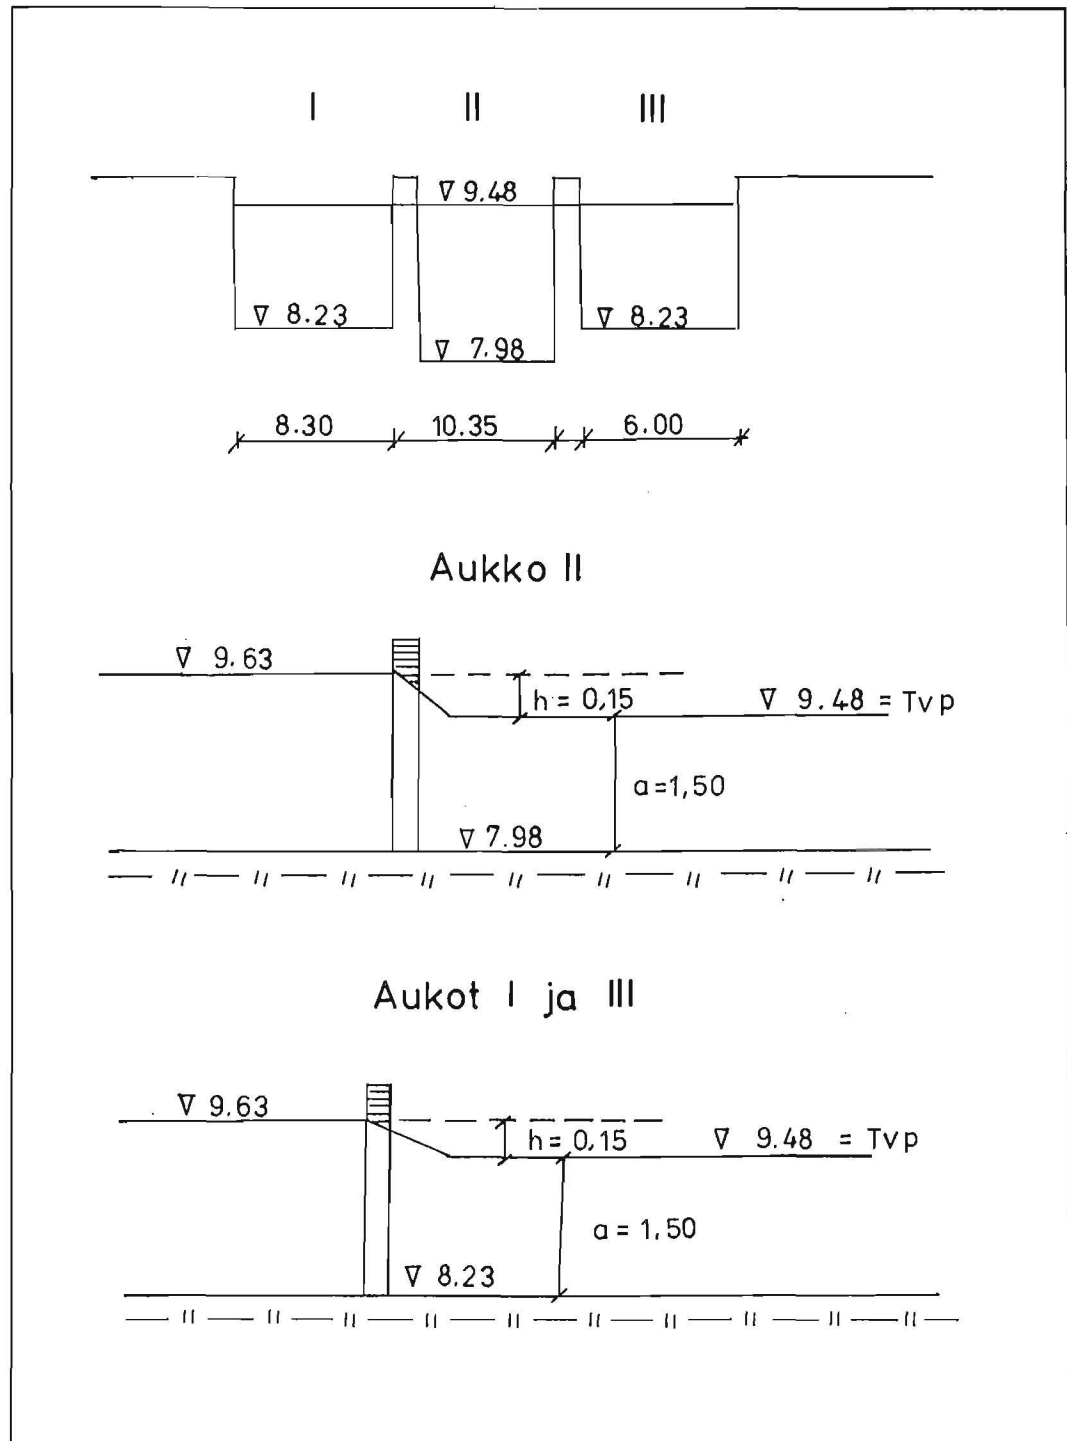 I II III
∇ 9.48
∇ 8.23 ∇ 8.23
∇ 7.98
8.30 10.35 6.00
Aukko II
∇ 9.63
h = 0,15 ∇ 9.48 = Tvp
a=1,50
∇ 7.98
Aukot I ja III
∇ 9.63
h = 0,15 ∇ 9.48 = Tvp
a = 1,50
∇ 8.23